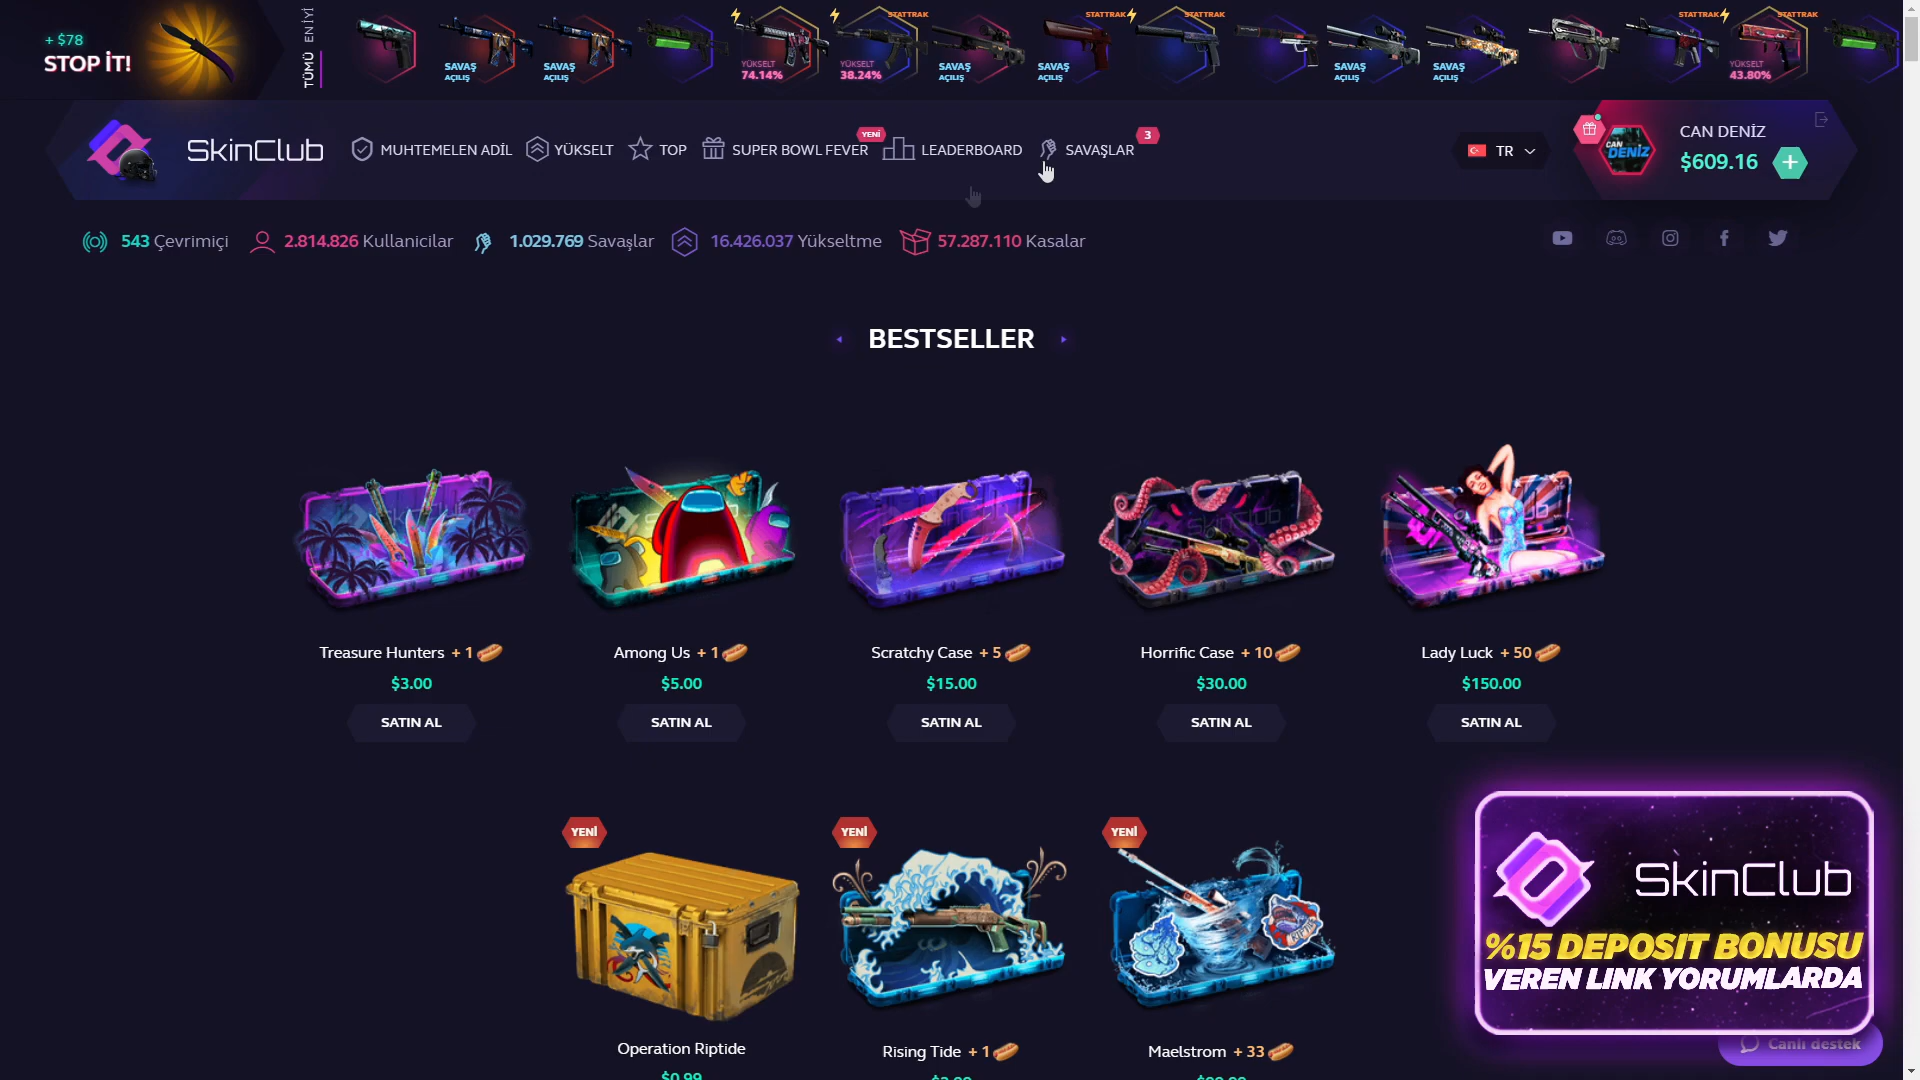 + $78
STOP İT!
TÜMÜ EN İYİ
SAVAŞ
AÇILIŞ
SAVAŞ
AÇILIŞ
YÜKSELT
74.14%
STATTRAK
YÜKSELT
38.24%
SAVAŞ
AÇILIŞ
STATTRAK
SAVAŞ
AÇILIŞ
STATTRAK
SAVAŞ
AÇILIŞ
SAVAŞ
AÇILIŞ
STATTRAK
STATTRAK
YÜKSELT
43.80%
SkinClub
MUHTEMELEN ADİL
YÜKSELT
TOP
SUPER BOWL FEVER
YENİ
LEADERBOARD
SAVAŞLAR
3
TR
CAN DENİZ
CAN DENİZ
$609.16
543 Çevrimiçi
2.814.826 Kullanicilar
1.029.769 Savaşlar
16.426.037 Yükseltme
57.287.110 Kasalar
BESTSELLER
Treasure Hunters + 1
Among Us + 1
Scratchy Case + 5
Horrific Case + 10
Lady Luck + 50
$3.00
$5.00
$15.00
$30.00
$150.00
SATIN AL
SATIN AL
SATIN AL
SATIN AL
SATIN AL
YENİ
YENİ
YENİ
SkinClub
%15 DEPOSIT BONUSU
VEREN LINK YORUMLARDA
Canlı destek
Operation Riptide
Rising Tide + 1
Maelstrom + 33
$0.99